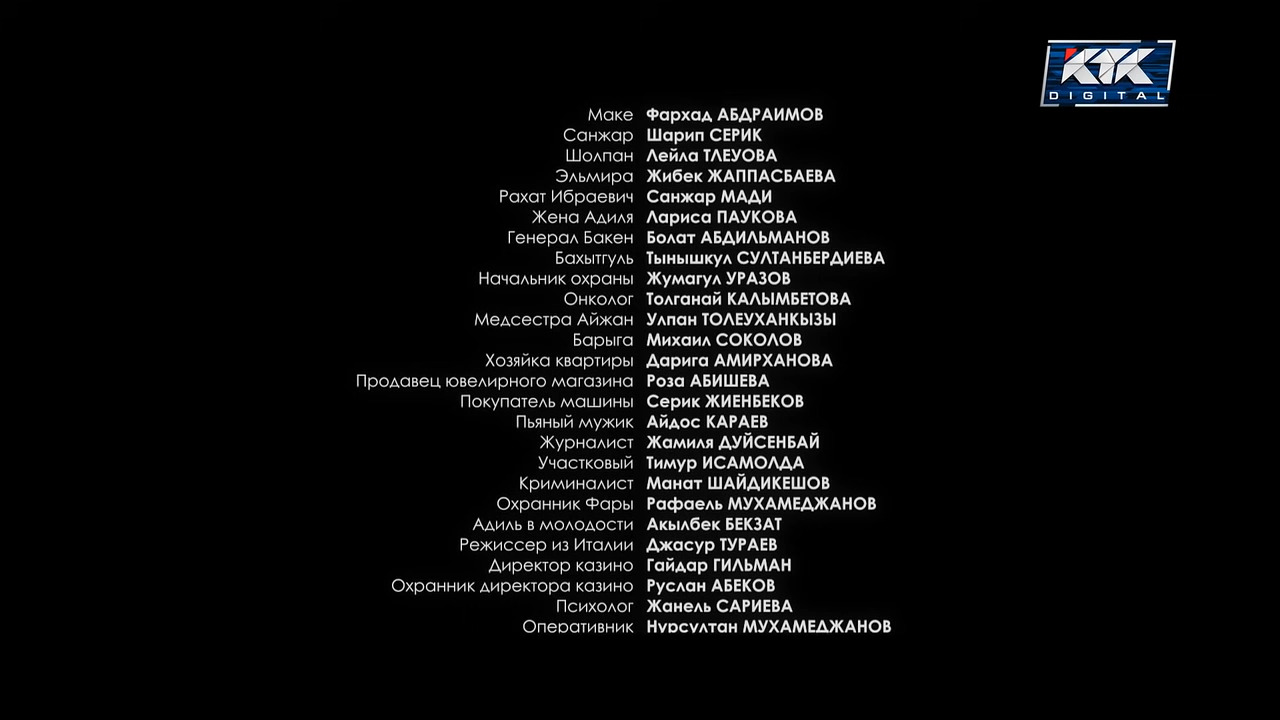 КТК
DIGITAL
Маке Фархад АБДРАИМОВ
Санжар Шарип СЕРИК
Шолпан Лейла ТЛЕУОВА
Эльмира Жибек ЖАППАСБАЕВА
Рахат Ибраевич Санжар МАДИ
Жена Адиля Лариса ПАУКОВА
Генерал Бакен Болат АБДИЛЬМАНОВ
Бахытгуль Тынышкул СУЛТАНБЕРДИЕВА
Начальник охраны Жумагул УРАЗОВ
Онколог Толганай КАЛЫМБЕТОВА
Медсестра Айжан Улпан ТОЛЕУХАНКЫЗЫ
Барыга Михаил СОКОЛОВ
Хозяйка квартиры Дарига АМИРХАНОВА
Продавец ювелирного магазина Роза АБИШЕВА
Покупатель машины Серик ЖИЕНБЕКОВ
Пьяный мужик Айдос КАРАЕВ
Журналист Жамиля ДУЙСЕНБАЙ
Участковый Тимур ИСАМОЛДА
Криминалист Манат ШАЙДИКЕШОВ
Охранник Фары Рафаель МУХАМЕДЖАНОВ
Адиль в молодости Акылбек БЕКЗАТ
Режиссер из Италии Джасур ТУРАЕВ
Директор казино Гайдар ГИЛЬМАН
Охранник директора казино Руслан АБЕКОВ
Психолог Жанель САРИЕВА
Оперативник Нурсултан МУХАМЕДЖАНОВ